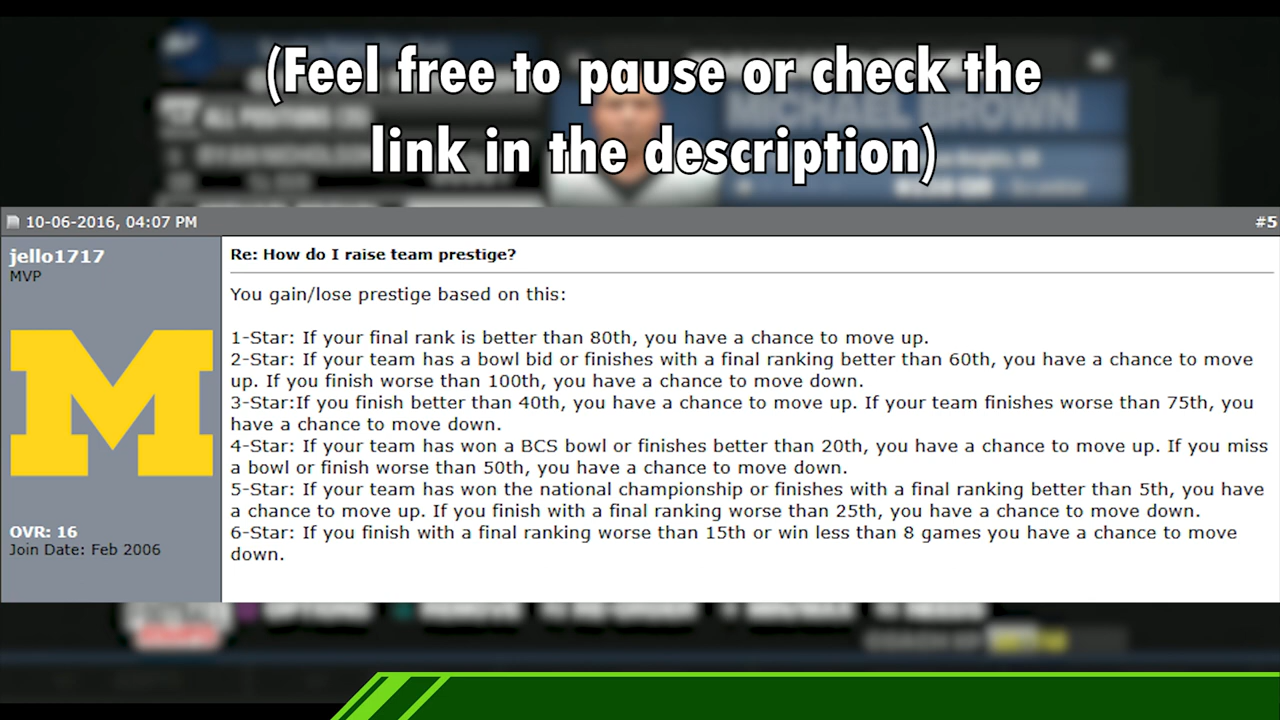 (Feel free to pause or check the
link in the description)
MICHAEL BROWN
10-06-2016, 04:07 PM
#5
jello1717
MVP
M
OVR: 16
Join Date: Feb 2006
Re: How do I raise team prestige?
You gain/lose prestige based on this:
1-Star: If your final rank is better than 80th, you have a chance to move up.
2-Star: If your team has a bowl bid or finishes with a final ranking better than 60th, you have a chance to move
up. If you finish worse than 100th, you have a chance to move down.
3-Star:If you finish better than 40th, you have a chance to move up. If your team finishes worse than 75th, you
have a chance to move down.
4-Star: If your team has won a BCS bowl or finishes better than 20th, you have a chance to move up. If you miss
a bowl or finish worse than 50th, you have a chance to move down.
5-Star: If your team has won the national championship or finishes with a final ranking better than 5th, you have
a chance to move up. If you finish with a final ranking worse than 25th, you have a chance to move down.
6-Star: If you finish with a final ranking worse than 15th or win less than 8 games you have a chance to move
down.